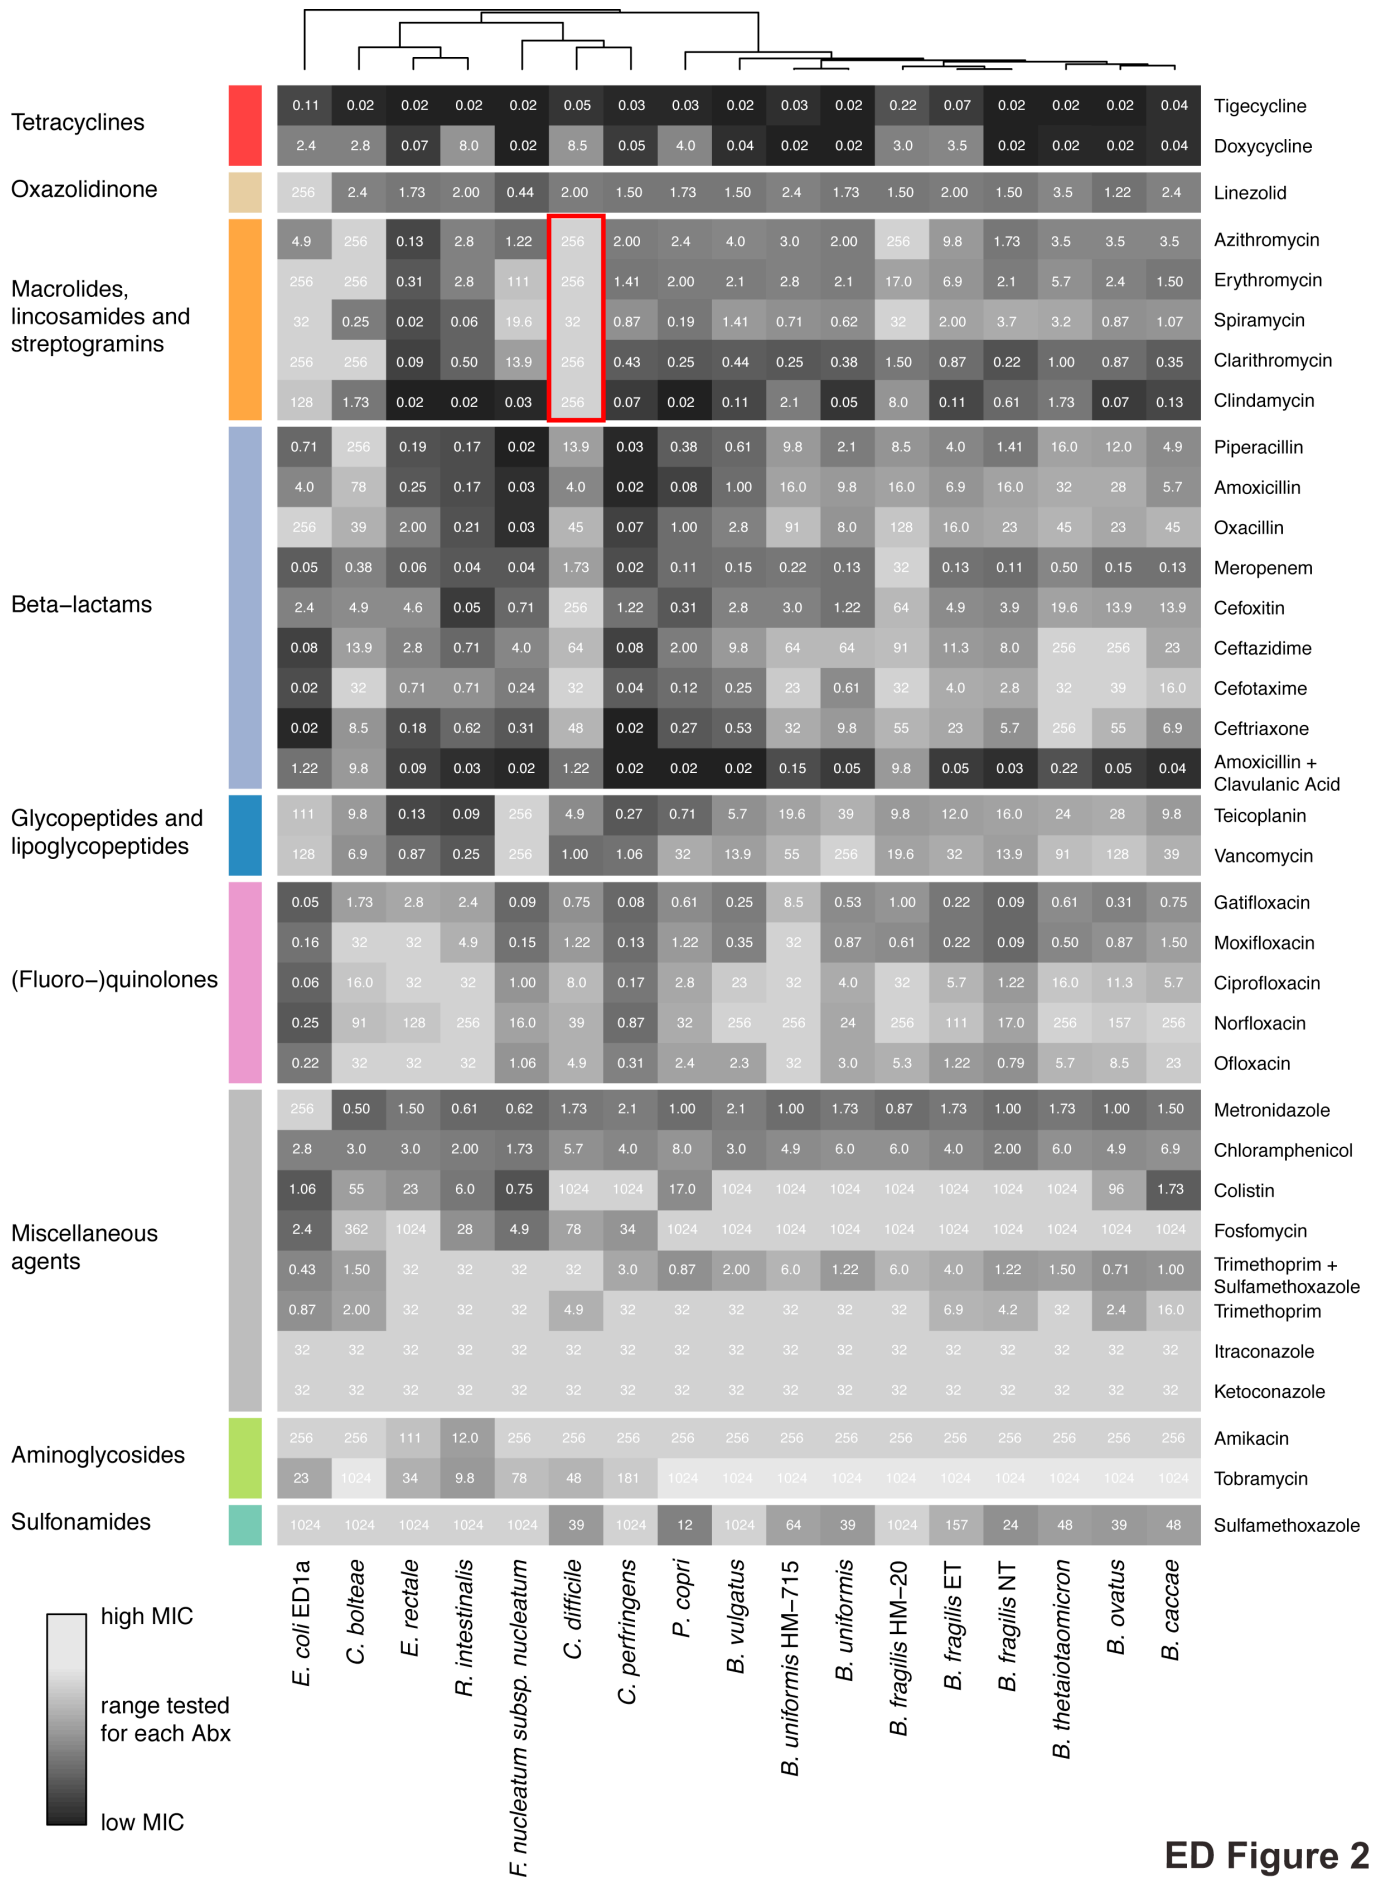 Tetracyclines
0.11 0.02 0.02 0.02 0.02 0.05 0.03 0.03 0.02 0.03 0.02 0.22 0.07 0.02 0.02 0.02 0.04 Tigecycline
2.4 2.8 0.07 8.0 0.02 8.5 0.05 4.0 0.04 0.02 0.02 3.0 3.5 0.02 0.02 0.02 0.04 Doxycycline
Oxazolidinone
256 2.4 1.73 2.00 0.44 2.00 1.50 1.73 1.50 2.4 1.73 1.50 2.00 1.50 3.5 1.22 2.4 Linezolid
Macrolides,
lincosamides and
streptogramins
4.9 256 0.13 2.8 1.22 256 2.00 2.4 4.0 3.0 2.00 256 9.8 1.73 3.5 3.5 3.5 Azithromycin
256 256 0.31 2.8 111 256 1.41 2.00 2.1 2.8 2.1 17.0 6.9 2.1 5.7 2.4 1.50 Erythromycin
32 0.25 0.02 0.06 19.6 32 0.87 0.19 1.41 0.71 0.62 32 2.00 3.7 3.2 0.87 1.07 Spiramycin
256 256 0.09 0.50 13.9 256 0.43 0.25 0.44 0.25 0.38 1.50 0.87 0.22 1.00 0.87 0.35 Clarithromycin
128 1.73 0.02 0.02 0.03 256 0.07 0.02 0.11 2.1 0.05 8.0 0.11 0.61 1.73 0.07 0.13 Clindamycin
Beta−lactams
0.71 256 0.19 0.17 0.02 13.9 0.03 0.38 0.61 9.8 2.1 8.5 4.0 1.41 16.0 12.0 4.9 Piperacillin
4.0 78 0.25 0.17 0.03 4.0 0.02 0.08 1.00 16.0 9.8 16.0 6.9 16.0 32 28 5.7 Amoxicillin
256 39 2.00 0.21 0.03 45 0.07 1.00 2.8 91 8.0 128 16.0 23 45 23 45 Oxacillin
0.05 0.38 0.06 0.04 0.04 1.73 0.02 0.11 0.15 0.22 0.13 32 0.13 0.11 0.50 0.15 0.13 Meropenem
2.4 4.9 4.6 0.05 0.71 256 1.22 0.31 2.8 3.0 1.22 64 4.9 3.9 19.6 13.9 13.9 Cefoxitin
0.08 13.9 2.8 0.71 4.0 64 0.08 2.00 9.8 64 64 91 11.3 8.0 256 256 23 Ceftazidime
0.02 32 0.71 0.71 0.24 32 0.04 0.12 0.25 23 0.61 32 4.0 2.8 32 39 16.0 Cefotaxime
0.02 8.5 0.18 0.62 0.31 48 0.02 0.27 0.53 32 9.8 55 23 5.7 256 55 6.9 Ceftriaxone
1.22 9.8 0.09 0.03 0.02 1.22 0.02 0.02 0.02 0.15 0.05 9.8 0.05 0.03 0.22 0.05 0.04 Amoxicillin +
Clavulanic Acid
Glycopeptides and
lipoglycopeptides
111 9.8 0.13 0.09 256 4.9 0.27 0.71 5.7 19.6 39 9.8 12.0 16.0 24 28 9.8 Teicoplanin
128 6.9 0.87 0.25 256 1.00 1.06 32 13.9 55 256 19.6 32 13.9 91 128 39 Vancomycin
(Fluoro−)quinolones
0.05 1.73 2.8 2.4 0.09 0.75 0.08 0.61 0.25 8.5 0.53 1.00 0.22 0.09 0.61 0.31 0.75 Gatifloxacin
0.16 32 32 4.9 0.15 1.22 0.13 1.22 0.35 32 0.87 0.61 0.22 0.09 0.50 0.87 1.50 Moxifloxacin
0.06 16.0 32 32 1.00 8.0 0.17 2.8 23 32 4.0 32 5.7 1.22 16.0 11.3 5.7 Ciprofloxacin
0.25 91 128 256 16.0 39 0.87 32 256 256 24 256 111 17.0 256 157 256 Norfloxacin
0.22 32 32 32 1.06 4.9 0.31 2.4 2.3 32 3.0 5.3 1.22 0.79 5.7 8.5 23 Ofloxacin
Miscellaneous
agents
256 0.50 1.50 0.61 0.62 1.73 2.1 1.00 2.1 1.00 1.73 0.87 1.73 1.00 1.73 1.00 1.50 Metronidazole
2.8 3.0 3.0 2.00 1.73 5.7 4.0 8.0 3.0 4.9 6.0 6.0 4.0 2.00 6.0 4.9 6.9 Chloramphenicol
1.06 55 23 6.0 0.75 1024 1024 17.0 1024 1024 1024 1024 1024 1024 1024 96 1.73 Colistin
2.4 362 1024 28 4.9 78 34 1024 1024 1024 1024 1024 1024 1024 1024 1024 1024 Fosfomycin
0.43 1.50 32 32 32 32 3.0 0.87 2.00 6.0 1.22 6.0 4.0 1.22 1.50 0.71 1.00 Trimethoprim +
Sulfamethoxazole
0.87 2.00 32 32 32 4.9 32 32 32 32 32 32 6.9 4.2 32 2.4 16.0 Trimethoprim
32 32 32 32 32 32 32 32 32 32 32 32 32 32 32 32 32 Itraconazole
32 32 32 32 32 32 32 32 32 32 32 32 32 32 32 32 32 Ketoconazole
Aminoglycosides
256 256 111 12.0 256 256 256 256 256 256 256 256 256 256 256 256 256 Amikacin
23 1024 34 9.8 78 48 181 1024 1024 1024 1024 1024 1024 1024 1024 1024 1024 Tobramycin
Sulfonamides
1024 1024 1024 1024 1024 39 1024 12 1024 64 39 1024 157 24 48 39 48 Sulfamethoxazole
E. coli ED1a
C. bolteae
E. rectale
R. intestinalis
F. nucleatum subsp. nucleatum
C. difficile
C. perfringens
P. copri
B. vulgatus
B. uniformis HM−715
B. uniformis
B. fragilis HM−20
B. fragilis ET
B. fragilis NT
B. thetaiotaomicron
B. ovatus
B. caccae
high MIC
range tested
for each Abx
low MIC
ED Figure 2